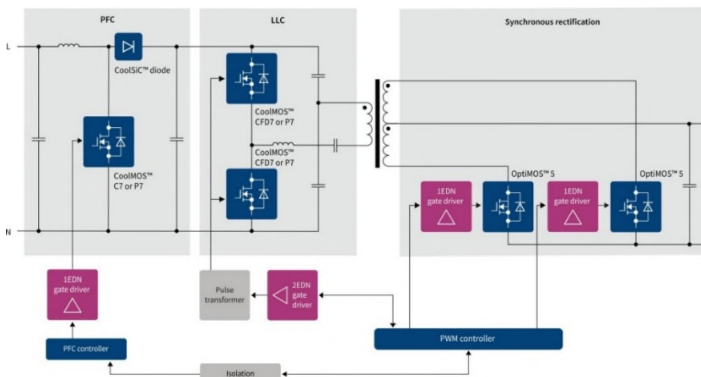 PFC
LLC
Synchronous rectification
L
CoolSiC™ diode
CoolMOS™
CFD7 or P7
CoolMOS™
CFD7 or P7
CoolMOS™
C7 or P7
OptiMOS™ 5
OptiMOS™ 5
1EDN
gate driver
1EDN
gate driver
N
1EDN
gate driver
Pulse
transformer
2EDN
gate
driver
PFC controller
PWM controller
Isolation